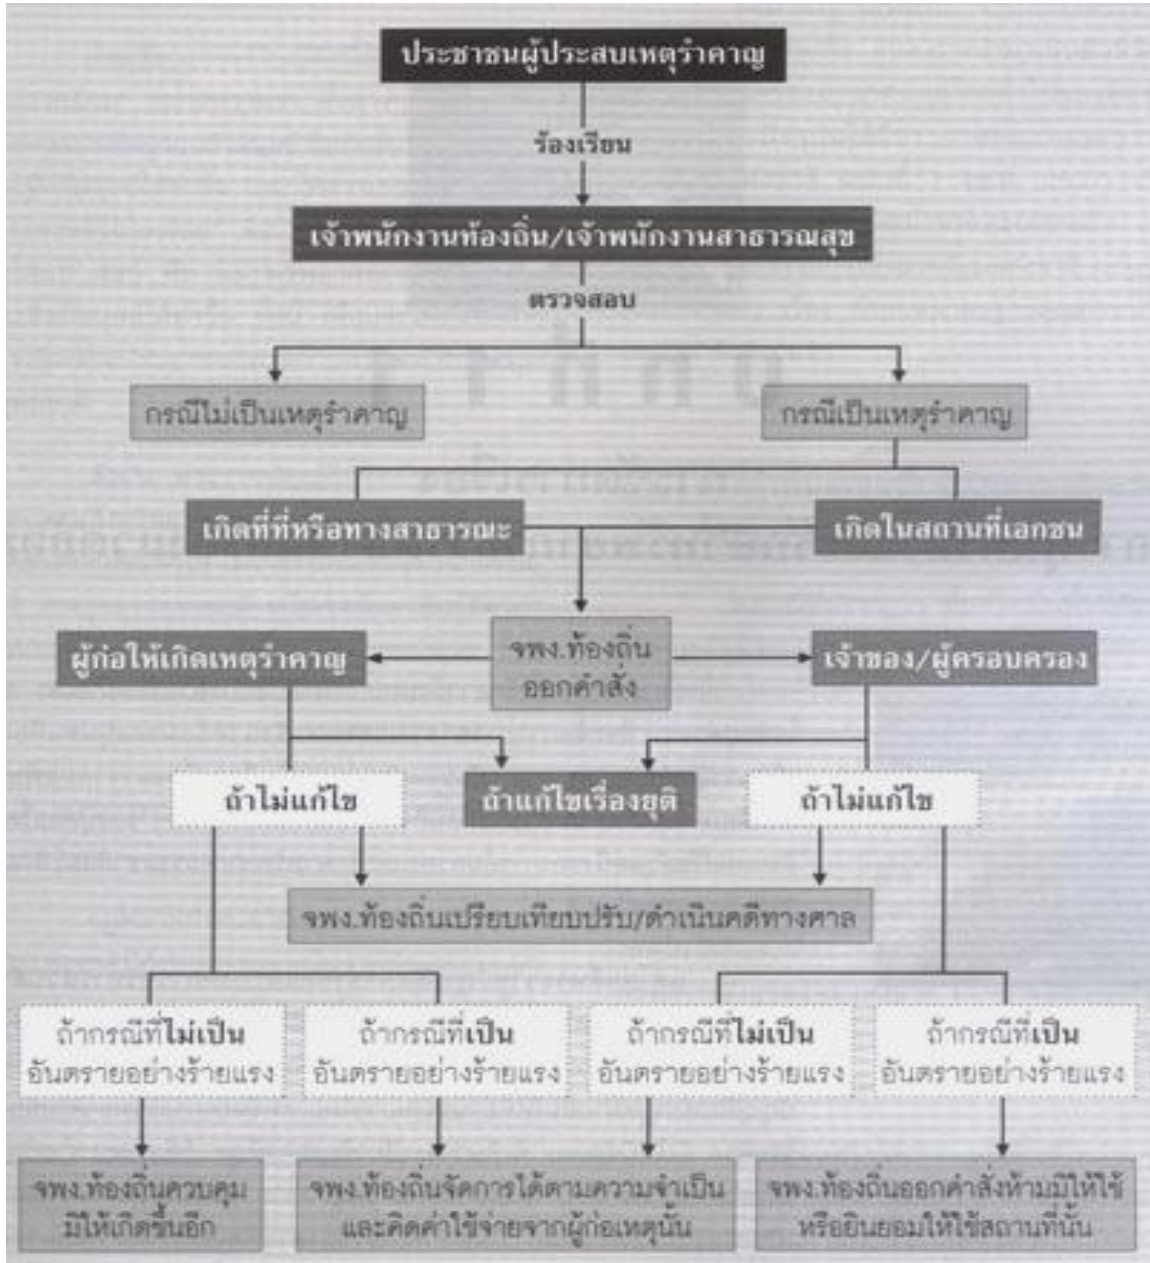 ประชาชนผู้ประสบเหตุรำคาญ
ร้องเรียน
เจ้าพนักงานท้องถิ่น/เจ้าพนักงานสาธารณสุข
ตรวจสอบ
กรณีไม่เป็นเหตุรำคาญ
กรณีเป็นเหตุรำคาญ
เกิดที่ที่หรือทางสาธารณะ
เกิดในสถานที่เอกชน
ผู้ก่อให้เกิดเหตุรำคาญ
จพง.ท้องถิ่น
ออกคำสั่ง
เจ้าของ/ผู้ครอบครอง
ถ้าไม่แก้ไข
ถ้าแก้ไขเรื่องยุติ
ถ้าไม่แก้ไข
จพง.ท้องถิ่นเปรียบเทียบปรับ/ดำเนินคดีทางศาล
ถ้ากรณีที่ไม่เป็น
อันตรายอย่างร้ายแรง
ถ้ากรณีที่เป็น
อันตรายอย่างร้ายแรง
ถ้ากรณีที่ไม่เป็น
อันตรายอย่างร้ายแรง
ถ้ากรณีที่เป็น
อันตรายอย่างร้ายแรง
จพง.ท้องถิ่นควบคุม
มิให้เกิดขึ้นอีก
จพง.ท้องถิ่นจัดการได้ตามความจำเป็น
และคิดค่าใช้จ่ายจากผู้ก่อเหตุนั้น
จพง.ท้องถิ่นออกคำสั่งห้ามมิให้ใช้
หรือยินยอมให้ใช้สถานที่นั้น